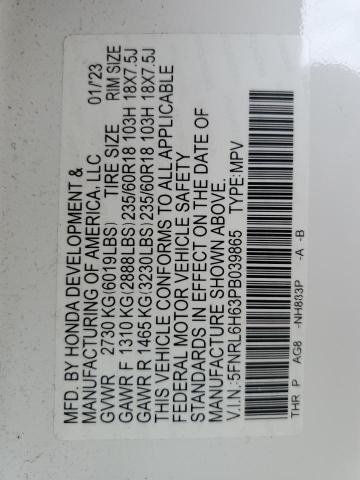 MFD. BY HONDA DEVELOPMENT &
MANUFACTURING OF AMERICA, LLC 01/23
GVWR 2730 KG(6019LBS) TIRE SIZE RIM SIZE
GAWR F 1310 KG(2888LBS)235/60R18 103H 18X7.5J
GAWR R 1465 KG(3230LBS)235/60R18 103H 18X7.5J
THIS VEHICLE CONFORMS TO ALL APPLICABLE
FEDERAL MOTOR VEHICLE SAFETY
STANDARDS IN EFFECT ON THE DATE OF
MANUFACTURE SHOWN ABOVE.
V.I.N.:5FNRL6H63PB039865 TYPE:MPV
THR P AG8 -NH883P -A -B